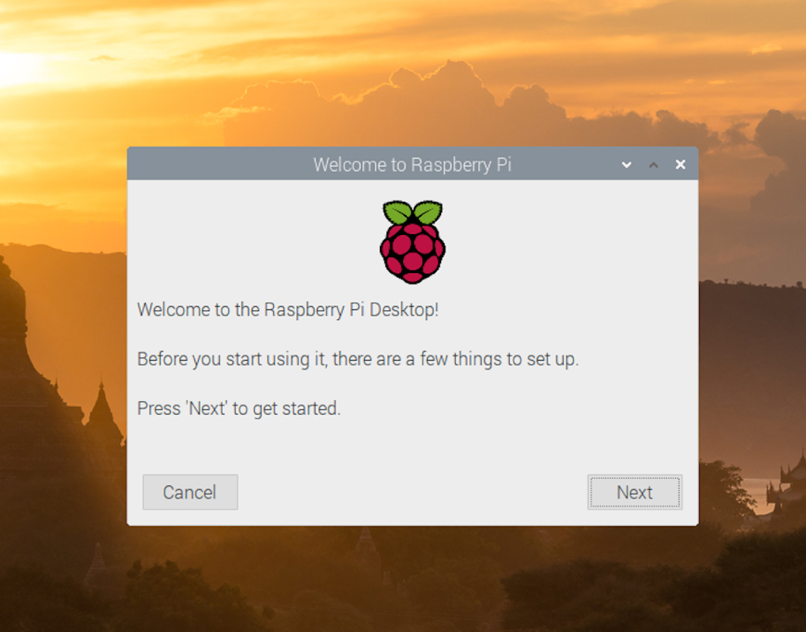 Welcome to Raspberry Pi
Welcome to the Raspberry Pi Desktop!
Before you start using it, there are a few things to set up.
Press 'Next' to get started.
Cancel
Next